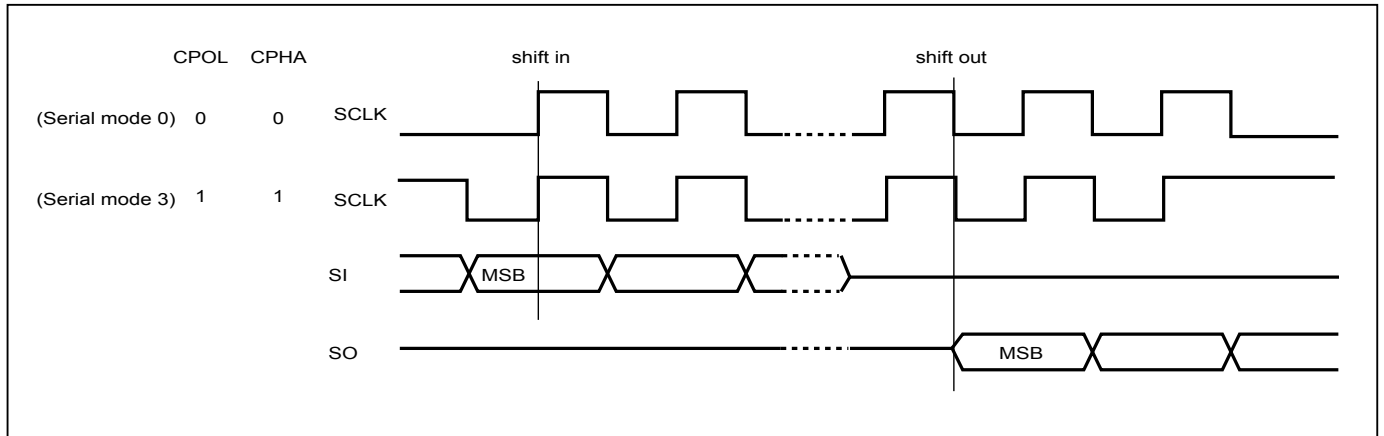 CPOL CPHA shift in shift out
(Serial mode 0) 0 0 SCLK
(Serial mode 3) 1 1 SCLK
SI MSB
SO MSB